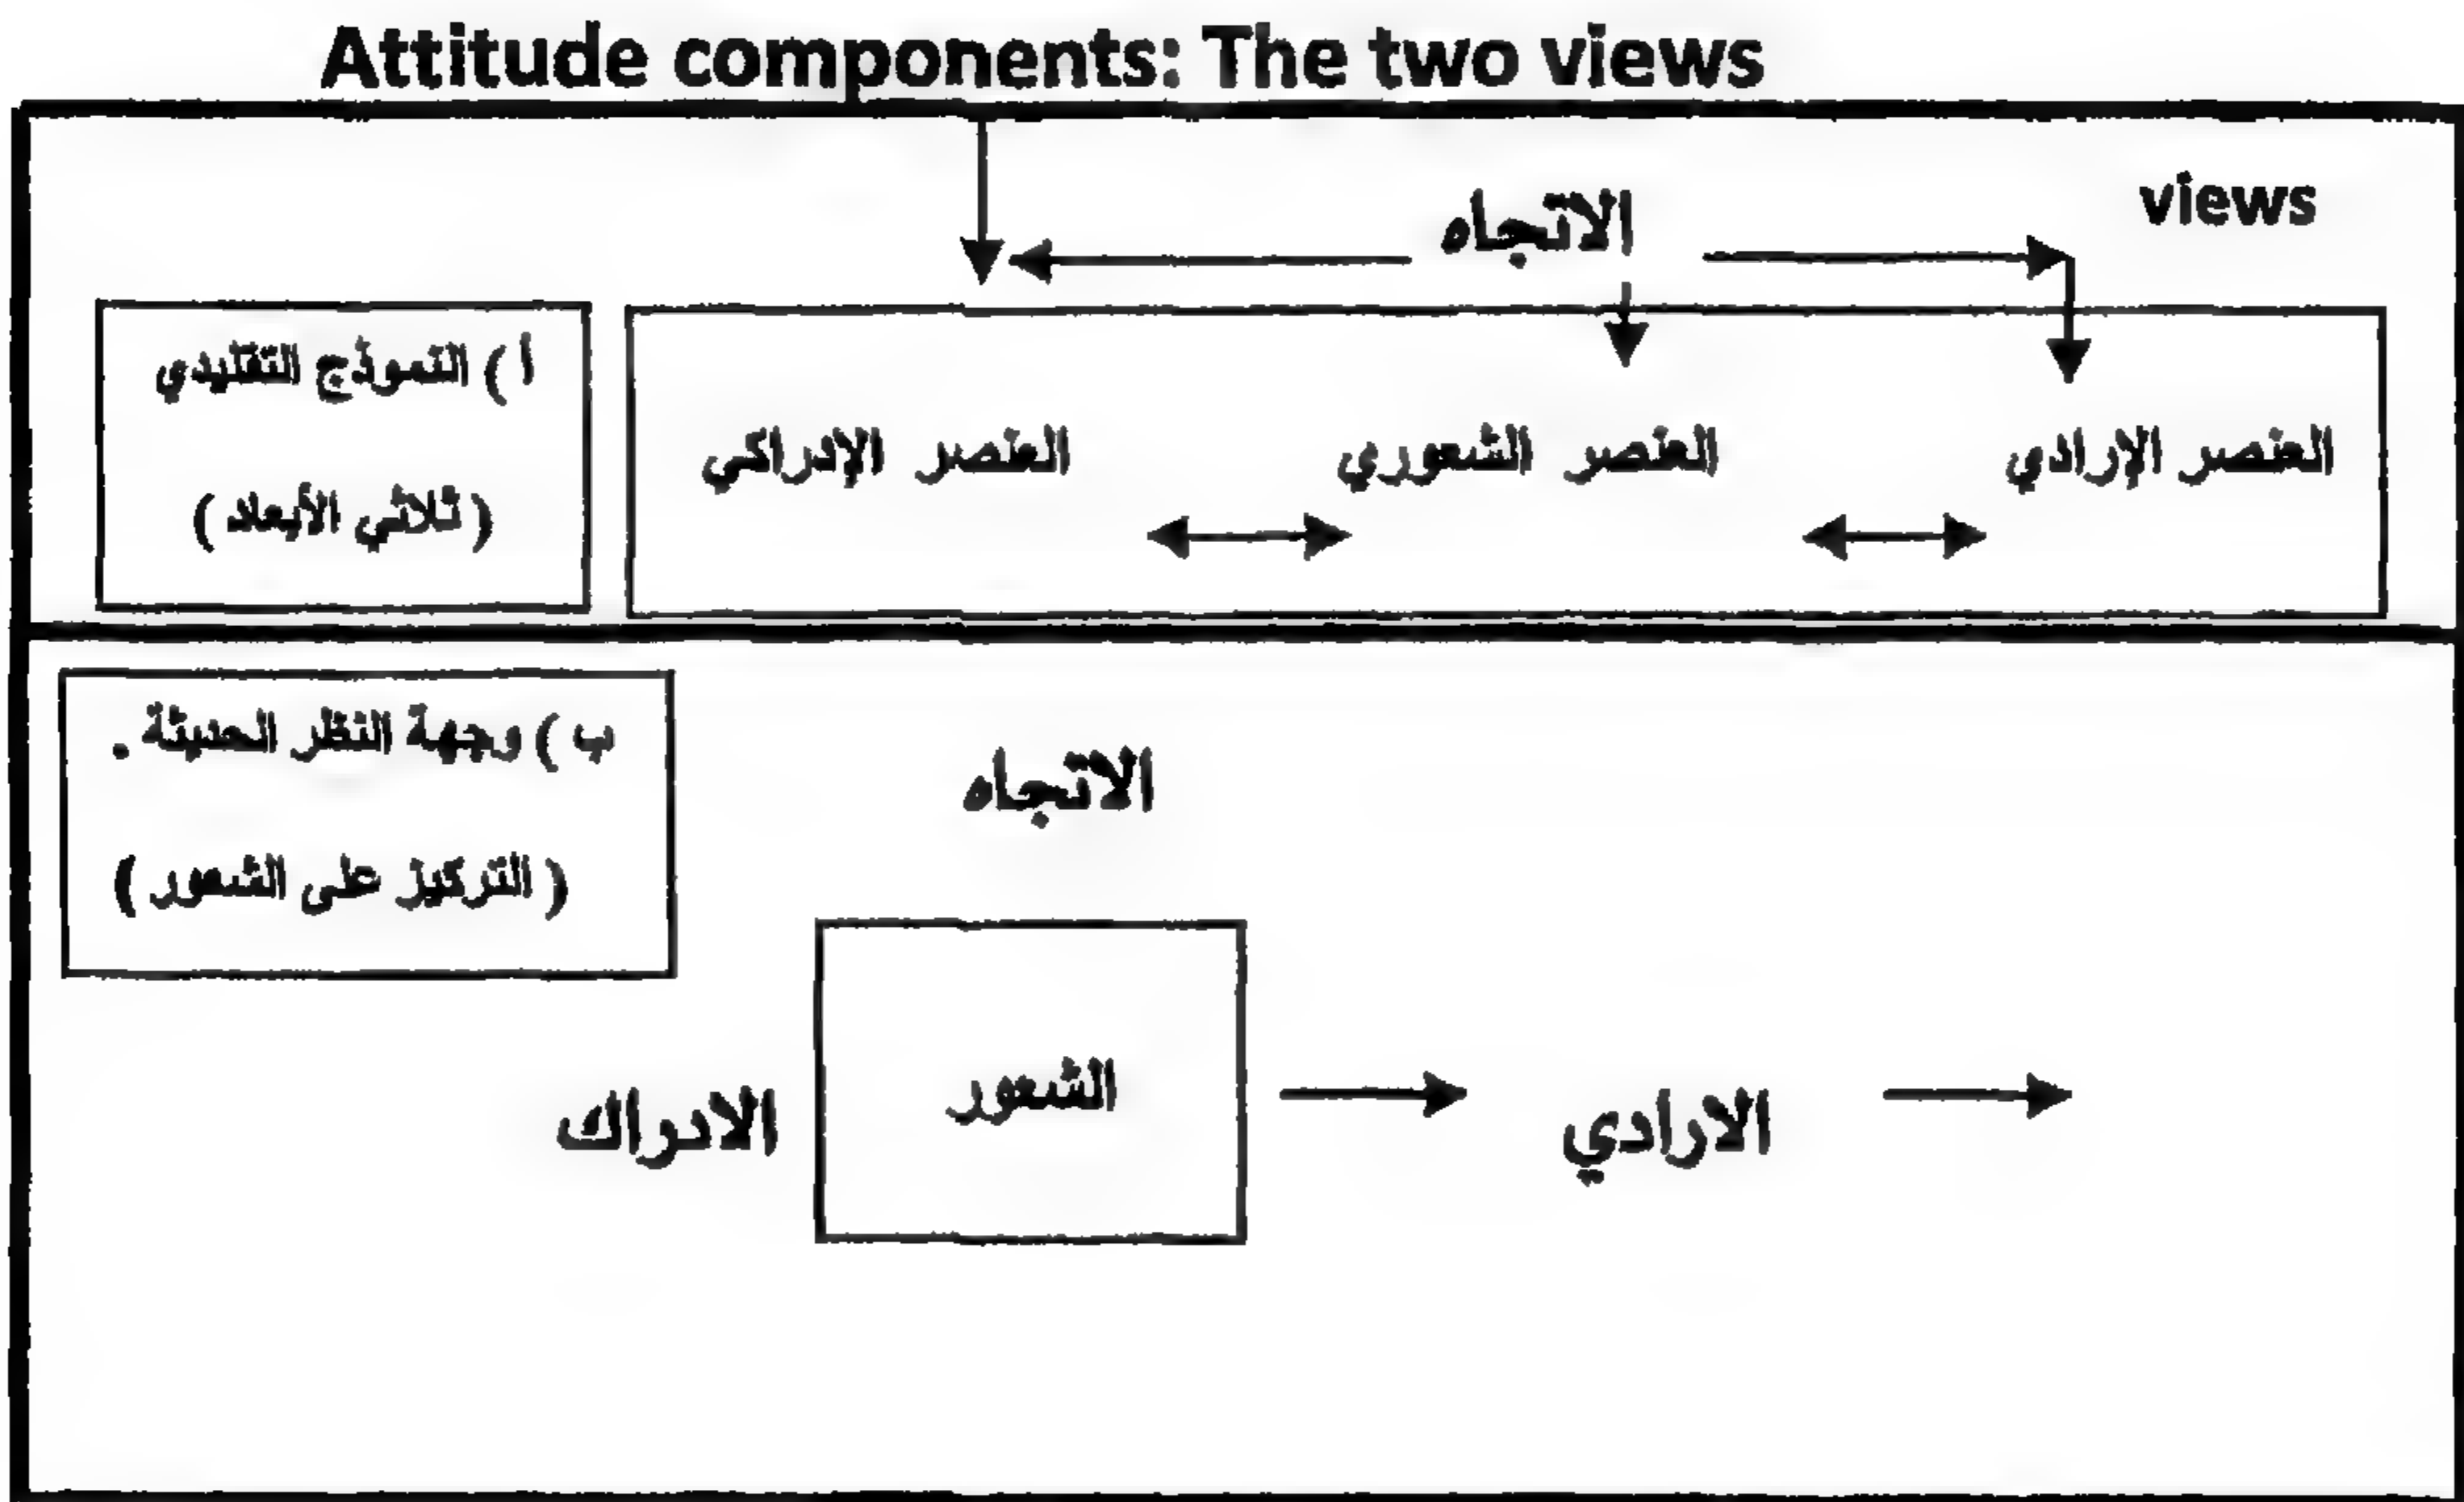 Attitude components: The two views
views
الاتجاه
أ ) النموذج التقليدي
( ثلاثي الأبعاد )
العنصر الإرادي
العنصر الشعوري
العنصر الإدراكي
ب ) وجهة النظر الحديثة .
( التركيز على الشعور )
الاتجاه
الادراك
الشعور
الارادي